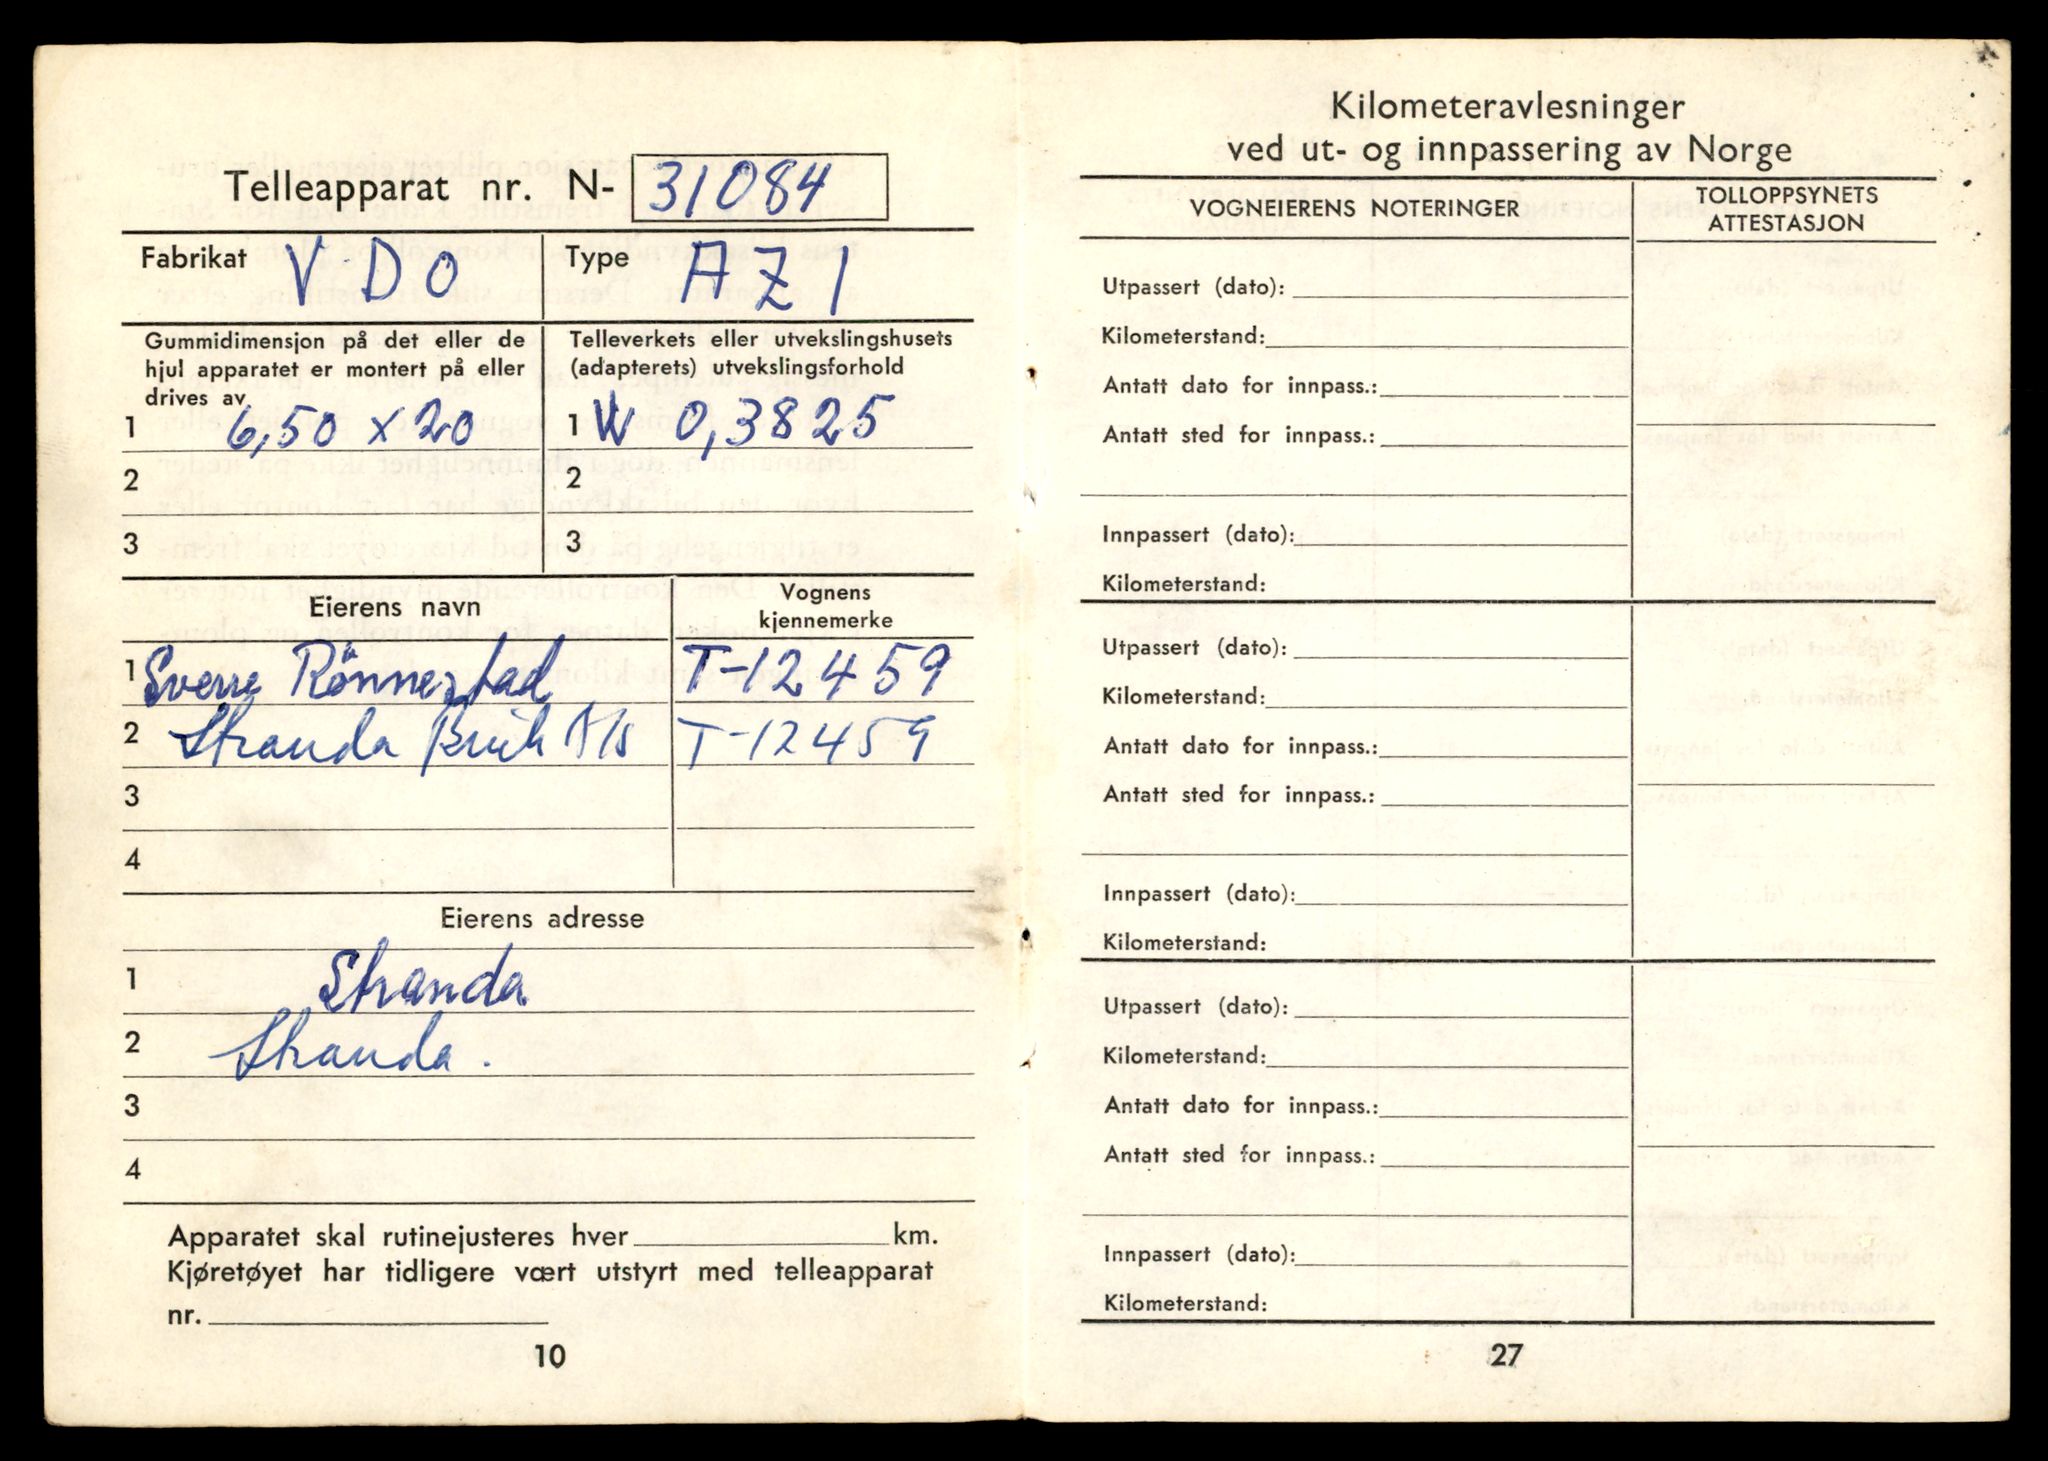 Telleapparat nr. N- 31084
Fabrikat VDO Type AZ 1
Gummidimensjon på det eller de
hjul apparatet er montert på eller
drives av
1 6,50 x 20
2
3
Telleverkets eller utvekslingshusets
(adapterets) utvekslingsforhold
1 W 0,3825
2
3
Eierens navn Vognens
kjennemerke
1 Sverre Rönnestad T-12459
2 Stranda A/s T-12459
3
4
Eierens adresse
1 Stranda
2 Stranda.
3
4
Apparatet skal rutinejusteres hver km.
Kjøretøyet har tidligere vært utstyrt med telleapparat
nr.
10
Kilometeravlesninger
ved ut- og innpassering av Norge
VOGNEIERENS NOTERINGER
TOLLOPPSYNETS
ATTESTASJON
Utpassert (dato):
Kilometerstand:
Antatt dato for innpass.:
Antatt sted for innpass.:
Innpassert (dato):
Kilometerstand:
Utpassert (dato):
Kilometerstand:
Antatt dato for innpass.:
Antatt sted for innpass.:
Innpassert (dato):
Kilometerstand:
Utpassert (dato):
Kilometerstand:
Antatt dato for innpass.:
Antatt sted for innpass.:
Innpassert (dato):
Kilometerstand:
27